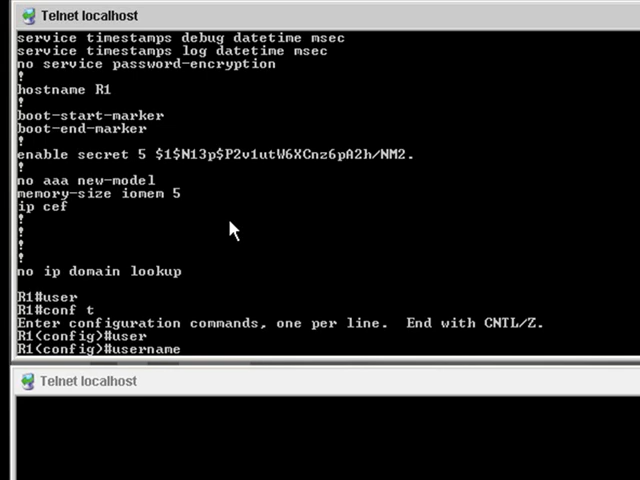 Telnet localhost
service timestamps debug datetime msec
service timestamps log datetime msec
no service password-encryption
!
hostname R1
!
boot-start-marker
boot-end-marker
!
enable secret 5 $1$N13p$P2v1utW6XCnz6pA2h/NM2.
!
no aaa new-model
memory-size iomem 5
ip cef
!
!
!
!
no ip domain lookup
R1#user
R1#conf t
Enter configuration commands, one per line.  End with CNTL/Z.
R1(config)#user
R1(config)#username
Telnet localhost